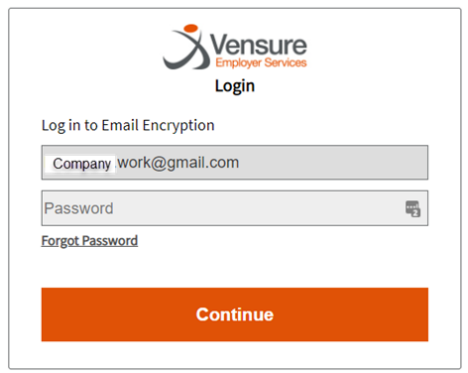 Vensure
Employer Services
Login
Log in to Email Encryption
Company work@gmail.com
Password
Forgot Password
Continue